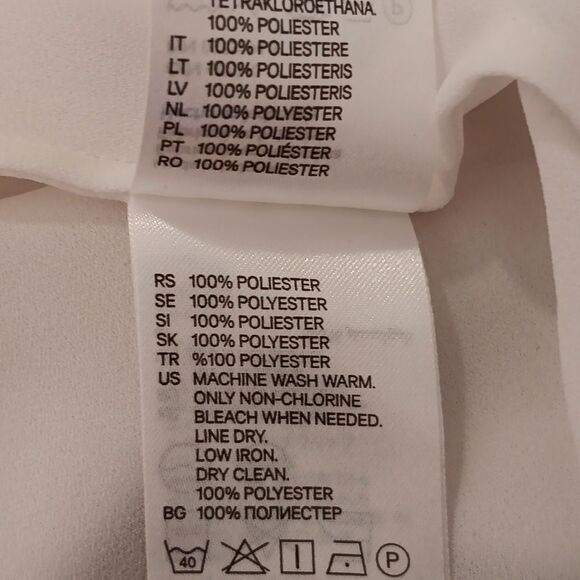 TETRAKLOROETHANA.
100% POLIESTER
IT 100% POLIESTERE
LT 100% POLIESTERIS
LV 100% POLIESTERIS
NL 100% POLYESTER
PL 100% POLIESTER
PT 100% POLIÉSTER
RO 100% POLIESTER
RS 100% POLIESTER
SE 100% POLYESTER
SI 100% POLIESTER
SK 100% POLYESTER
TR %100 POLYESTER
US MACHINE WASH WARM.
ONLY NON-CHLORINE
BLEACH WHEN NEEDED.
LINE DRY.
LOW IRON.
DRY CLEAN.
100% POLYESTER
BG 100% ПОЛИЕСТЕР
40 P